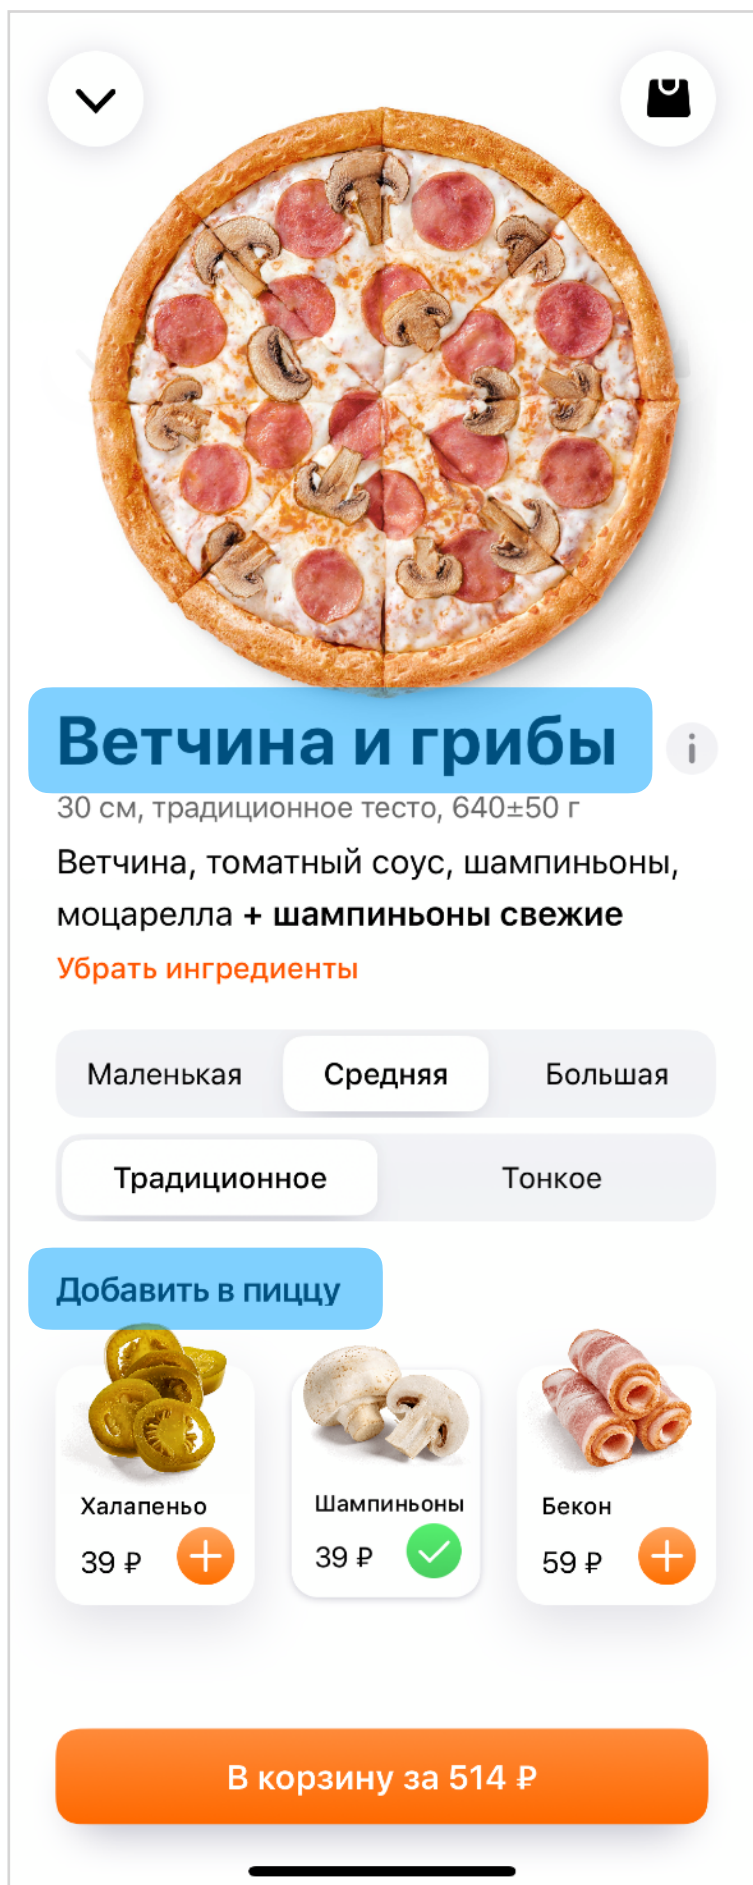 Ветчина и грибы
i
30 см, традиционное тесто, 640±50 г
Ветчина, томатный соус, шампиньоны,
моцарелла + шампиньоны свежие
Убрать ингредиенты
Маленькая Средняя Большая
Традиционное Тонкое
Добавить в пиццу
Халапеньо Шампиньоны Бекон
39 ₽ 39 ₽ 59 ₽
В корзину за 514 ₽